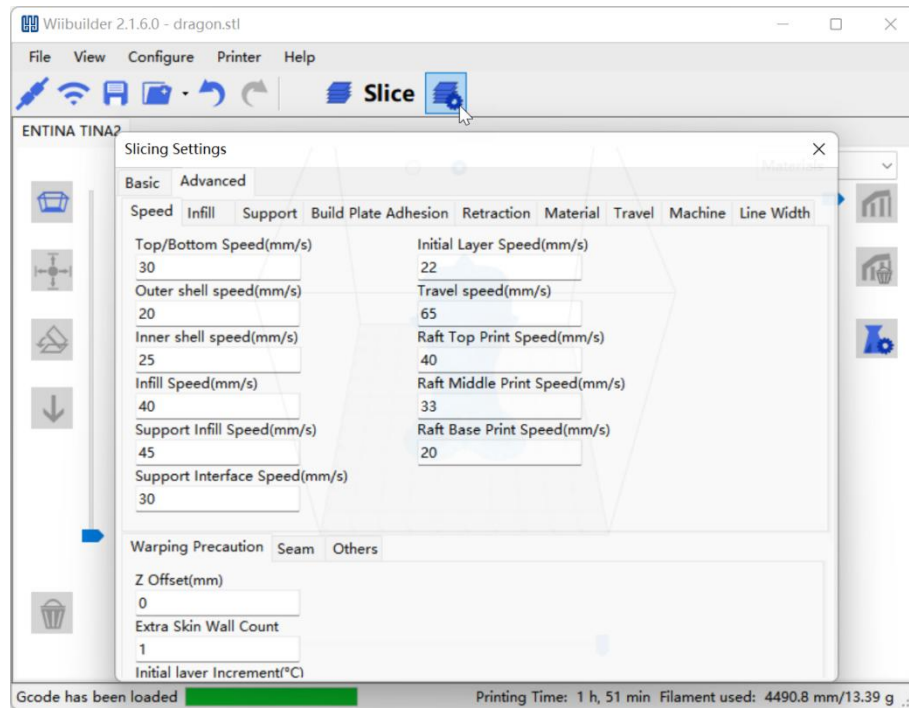 Wiibuilder 2.1.6.0 - dragon.stl
File View Configure Printer Help
Slice
ENTINA TINA2
Slicing Settings
Materials
Basic Advanced
Speed Infill Support Build Plate Adhesion Retraction Material Travel Machine Line Width
Top/Bottom Speed(mm/s) Initial Layer Speed(mm/s)
30 22
Outer shell speed(mm/s) Travel speed(mm/s)
20 65
Inner shell speed(mm/s) Raft Top Print Speed(mm/s)
25 40
Infill Speed(mm/s) Raft Middle Print Speed(mm/s)
40 33
Support Infill Speed(mm/s) Raft Base Print Speed(mm/s)
45 20
Support Interface Speed(mm/s)
30
Warping Precaution Seam Others
Z Offset(mm)
0
Extra Skin Wall Count
1
Initial layer Increment(°C)
Gcode has been loaded Printing Time: 1 h, 51 min Filament used: 4490.8 mm/13.39 g